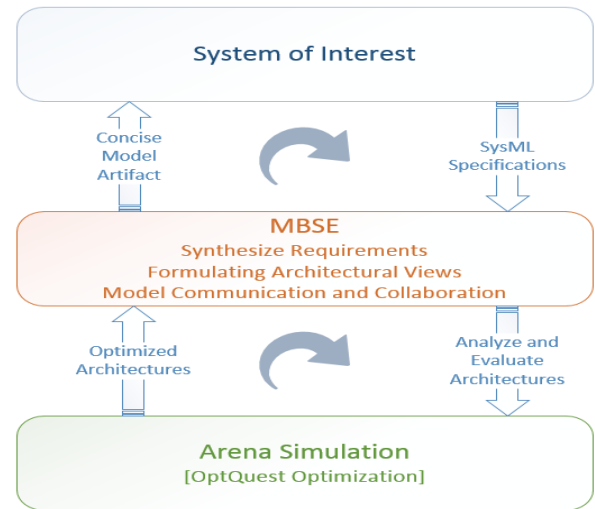 System of Interest
Concise
Model
Artifact
SysML
Specifications
MBSE
Synthesize Requirements
Formulating Architectural Views
Model Communication and Collaboration
Optimized
Architectures
Analyze and
Evaluate
Architectures
Arena Simulation
[OptQuest Optimization]